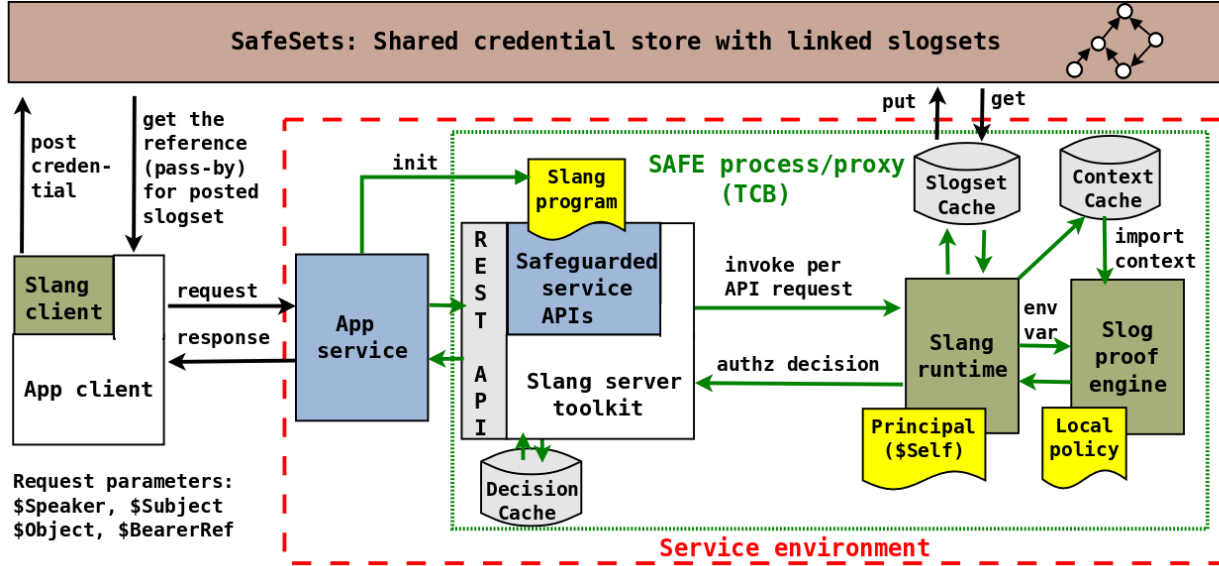 SafeSets: Shared credential store with linked slogsets
post
creden-
tial
get the
reference
(pass-by)
for posted
slogset
put
get
init
Slang
program
SAFE process/proxy
(TCB)
Slogset
Cache
Context
Cache
import
context
Slang
client
App client
request
response
App
service
REST API
Safeguarded
service
APIs
Slang server
toolkit
invoke per
API request
authz decision
Slang
runtime
env
var
Slog
proof
engine
Principal
($Self)
Local
policy
Decision
Cache
Request parameters:
$Speaker, $Subject
$Object, $BearerRef
Service environment